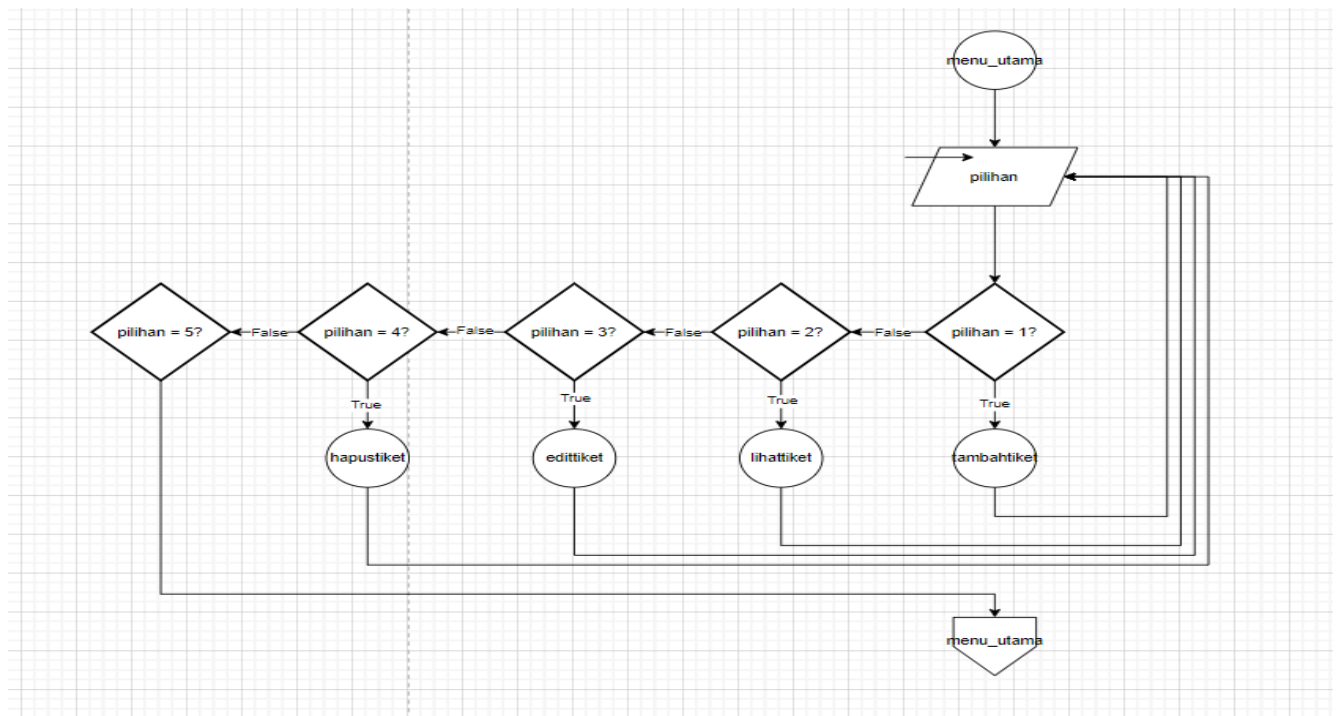 menu_utama
pilihan
pilihan = 5?
False
pilihan = 4?
False
pilihan = 3?
False
pilihan = 2?
False
pilihan = 1?
True
True
True
True
hapustiket
edittiket
lihattiket
tambahtiket
menu_utama